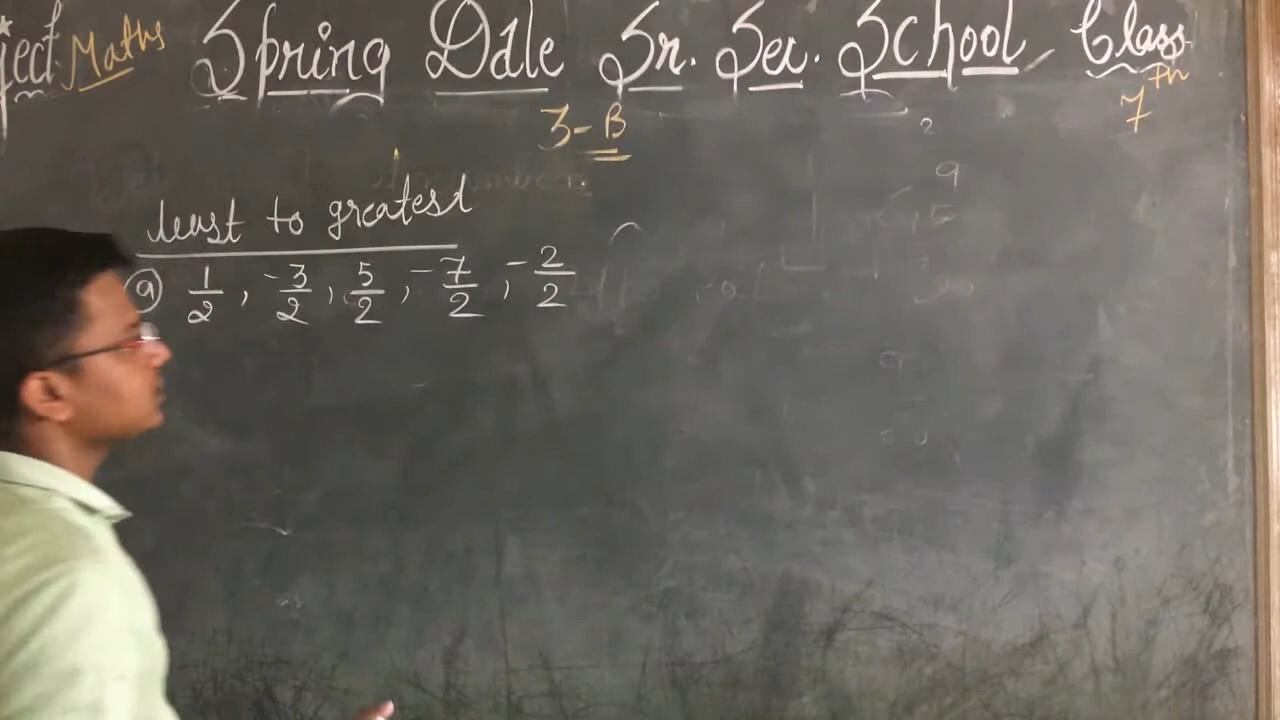 ject Maths Spring Dale Sr. Sec. School, Class
7th
3-B
least to greatest
(a) 1/2, -3/2, 5/2, -7/2, -2/2